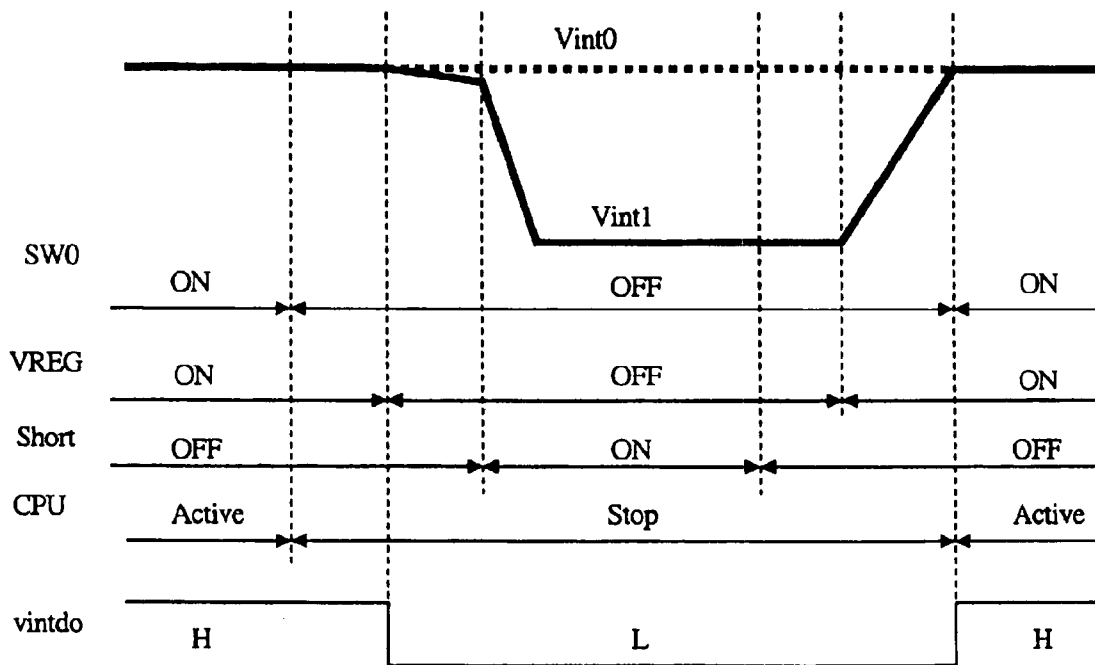 Vint0
Vint1
SW0
ON OFF ON
VREG
ON OFF ON
Short
OFF ON OFF
CPU
Active Stop Active
vintdo
H L H